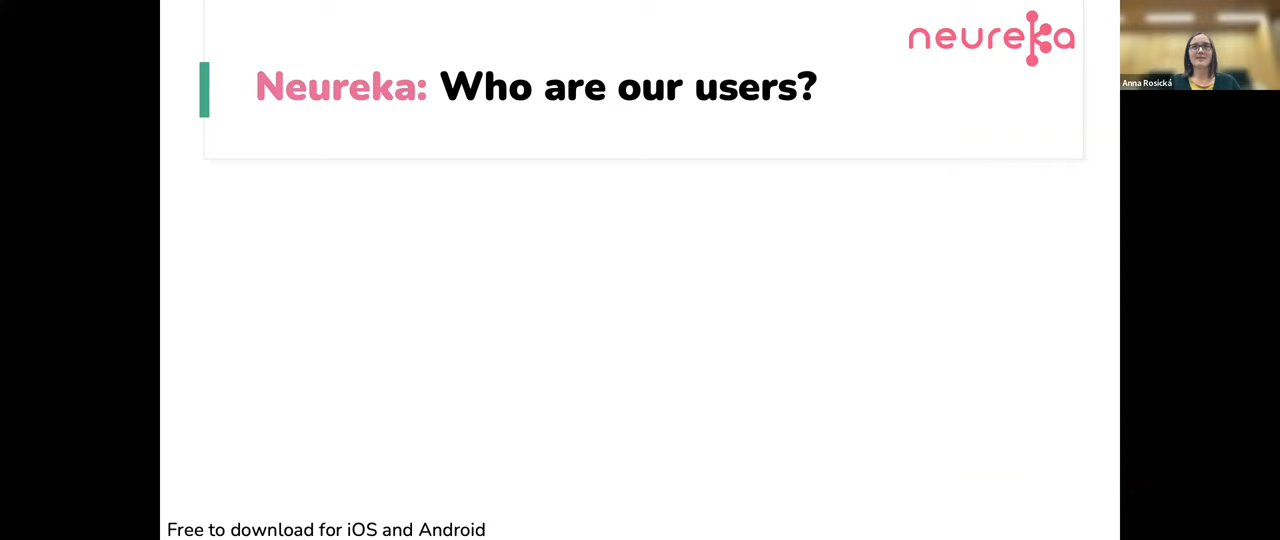 neureka
Neureka: Who are our users?
Anna Rosická
Free to download for iOS and Android